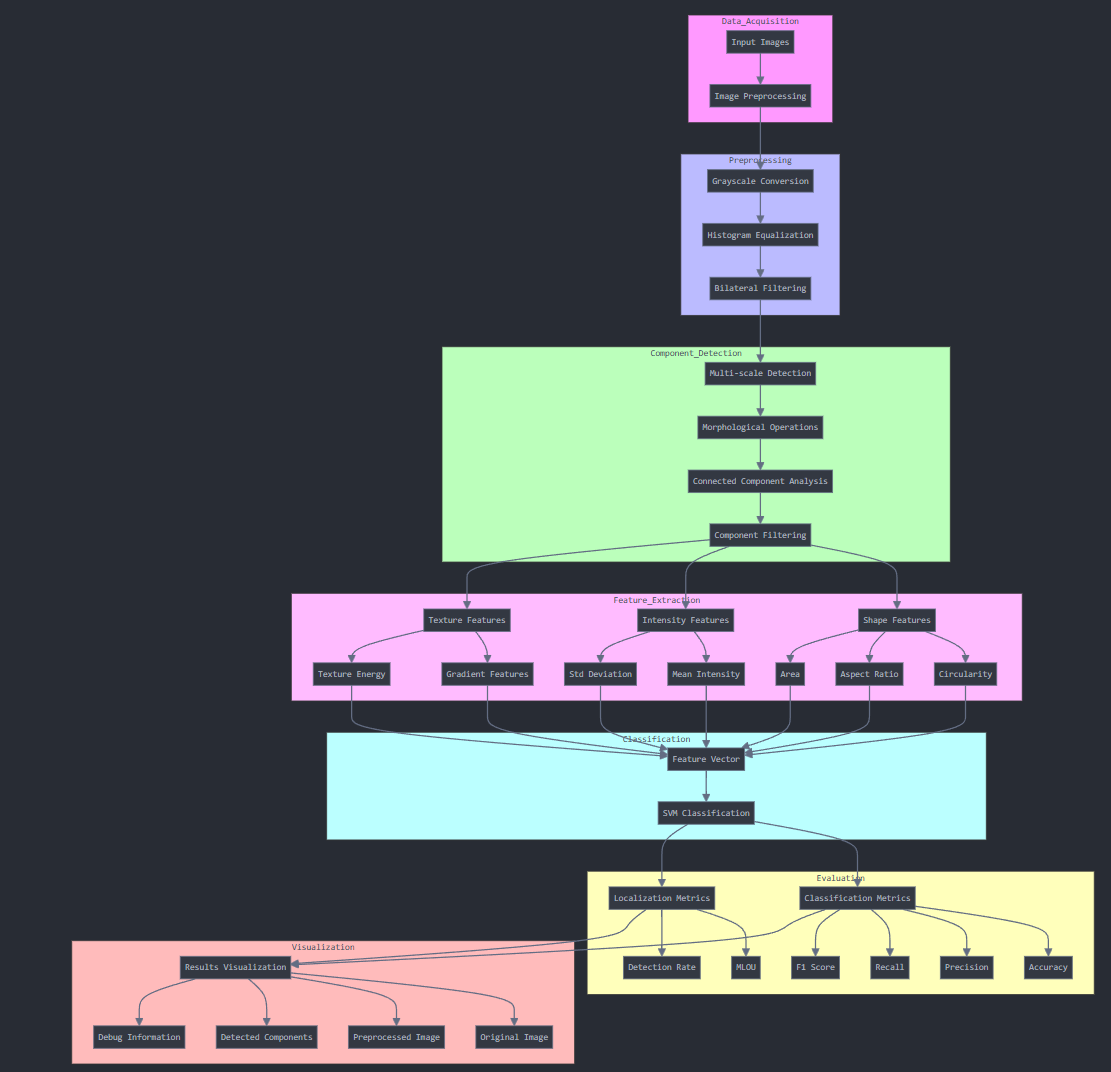 Data_Acquisition
Input Images
Image Preprocessing
Preprocessing
Grayscale Conversion
Histogram Equalization
Bilateral Filtering
Component_Detection
Multi-scale Detection
Morphological Operations
Connected Component Analysis
Component Filtering
Feature_Extraction
Texture Features
Intensity Features
Shape Features
Texture Energy
Gradient Features
Std Deviation
Mean Intensity
Area
Aspect Ratio
Circularity
Classification
Feature Vector
SVM Classification
Evaluation
Localization Metrics
Classification Metrics
Detection Rate
MLOU
F1 Score
Recall
Precision
Accuracy
Visualization
Results Visualization
Debug Information
Detected Components
Preprocessed Image
Original Image